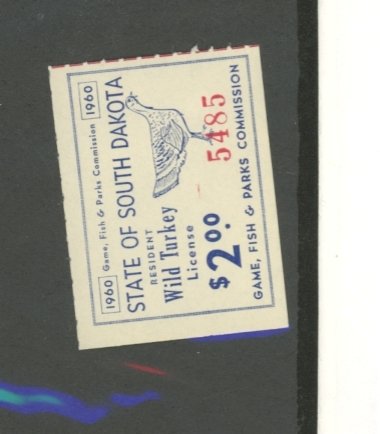 1960 Game, Fish & Parks Commission 1960
STATE OF SOUTH DAKOTA
RESIDENT
Wild Turkey
License
$2.00
5485
GAME, FISH & PARKS COMMISSION